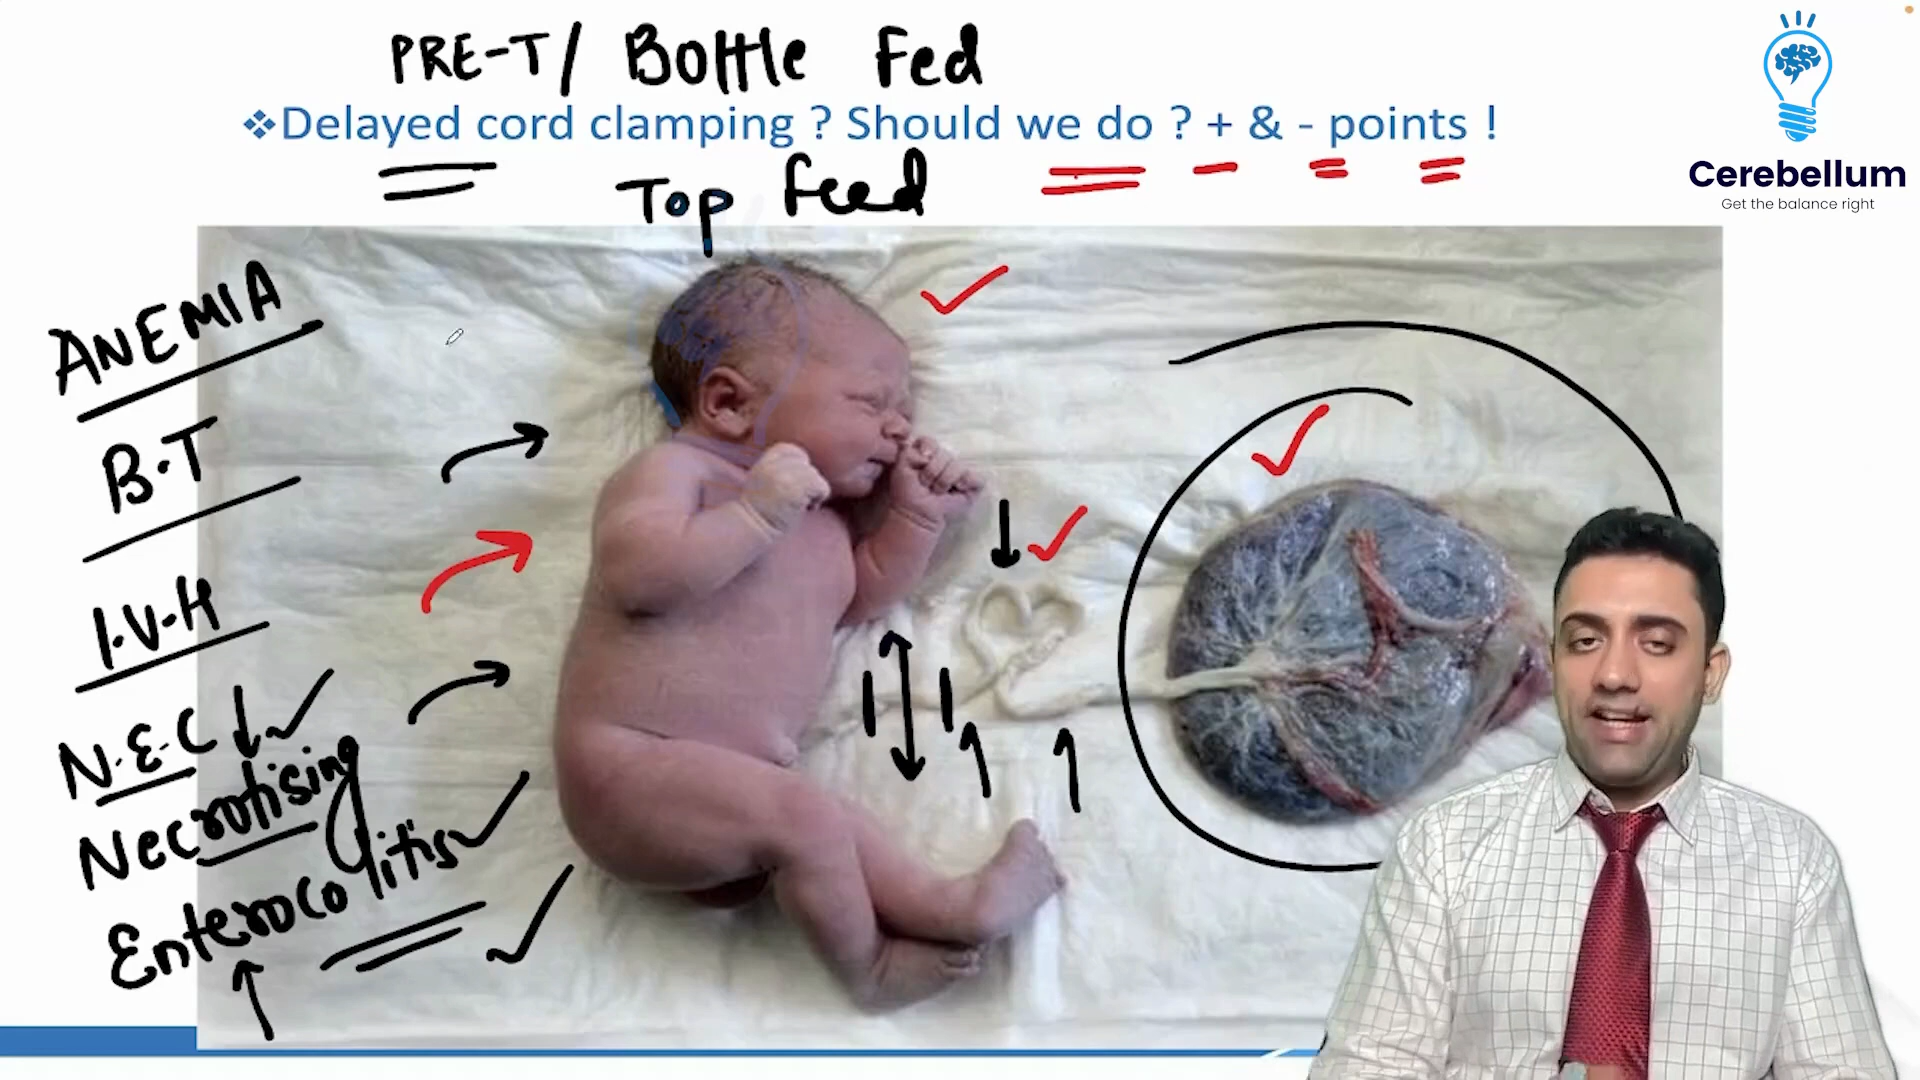 PRE-T/ Bottle Fed
❖Delayed cord clamping ? Should we do ? + & - points !
Top feed
Cerebellum
Get the balance right
ANEMIA
B.T
I.V.H
N.E.C
Necrotising
Enterocolitis